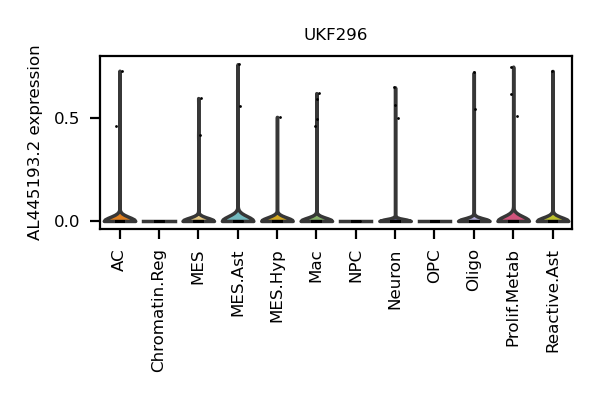 UKF296
AL445193.2 expression
0.5
0.0
AC
Chromatin.Reg
MES
MES.Ast
MES.Hyp
Mac
NPC
Neuron
OPC
Oligo
Prolif.Metab
Reactive.Ast